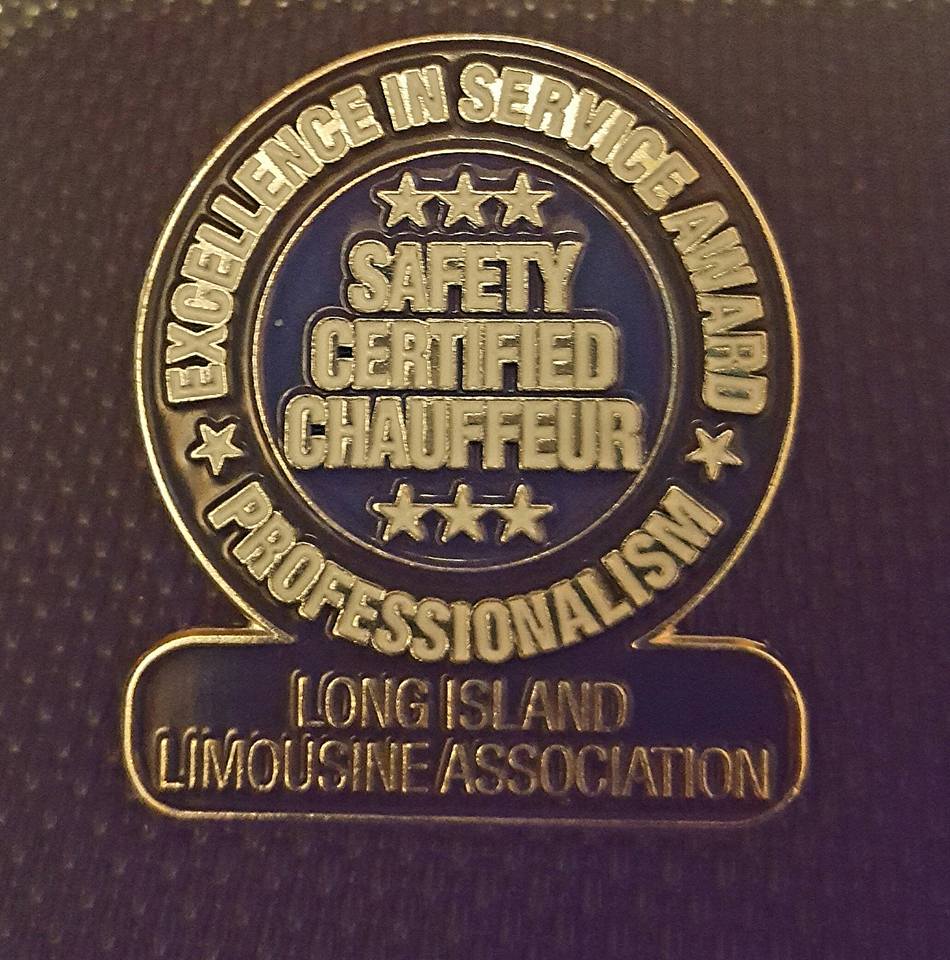 EXCELLENCE IN SERVICE AWARD
SAFETY
CERTIFIED
CHAUFFEUR
PROFESSIONALISM
LONG ISLAND
LIMOUSINE ASSOCIATION